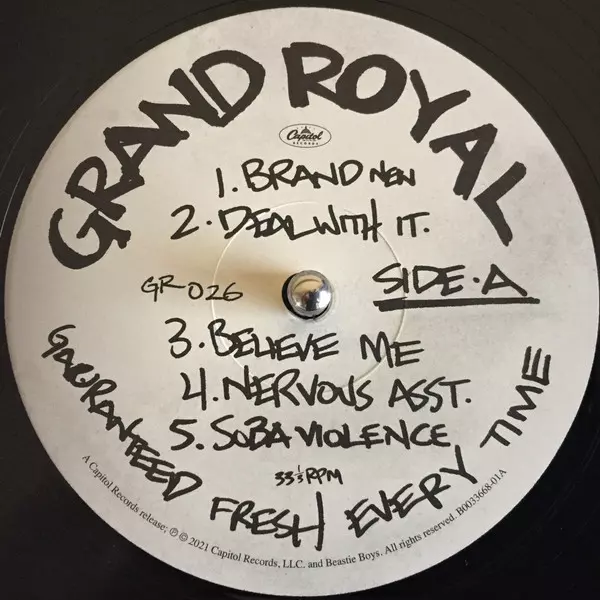 GRAND ROYAL
Capitol
RECORDS
1. BRAND NEW
2. DEAL WITH IT.
GR-026
SIDE·A
3. BELIEVE ME
4. NERVOUS ASST.
5. SOBA VIOLENCE
33⅓ RPM
GAURANTEED FRESH EVERY TIME
A Capitol Records release; ℗ © 2021 Capitol Records, LLC. and Beastie Boys. All rights reserved. B0033668-01A